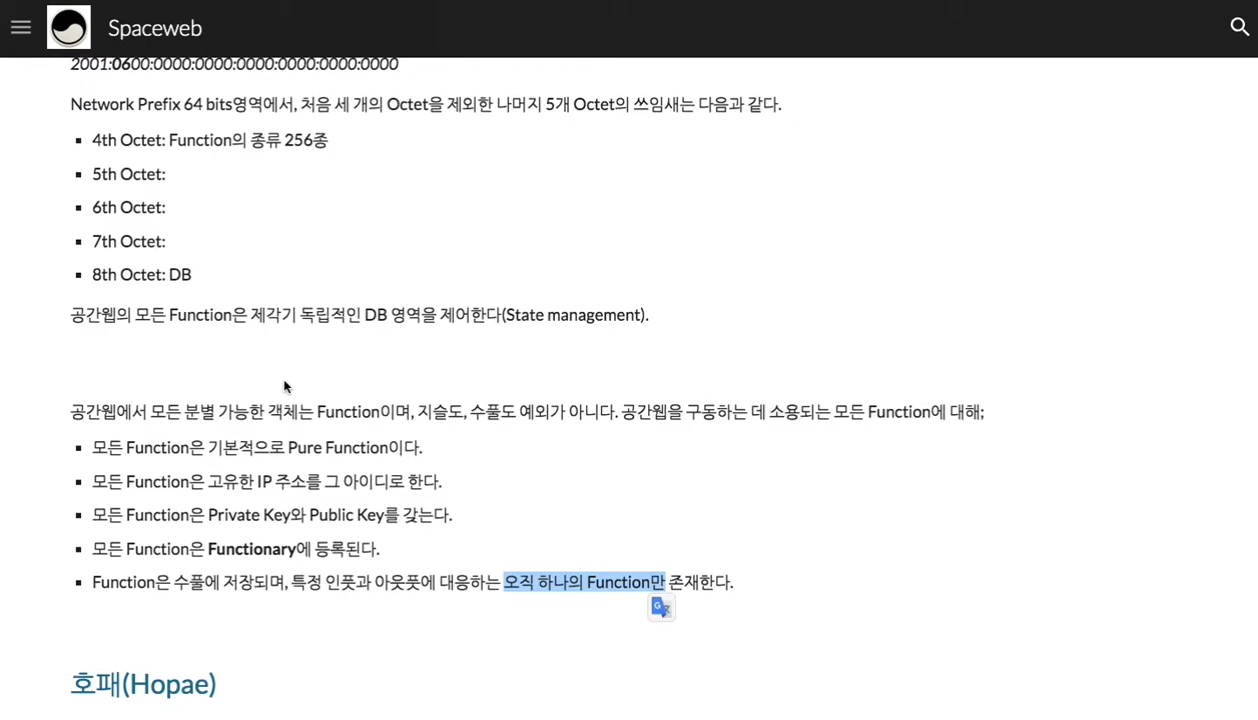 Spaceweb
2001:0600:0000:0000:0000:0000:0000:0000
Network Prefix 64 bits영역에서, 처음 세 개의 Octet을 제외한 나머지 5개 Octet의 쓰임새는 다음과 같다.
4th Octet: Function의 종류 256종
5th Octet:
6th Octet:
7th Octet:
8th Octet: DB
공간웹의 모든 Function은 제각기 독립적인 DB 영역을 제어한다(State management).
공간웹에서 모든 분별 가능한 객체는 Function이며, 지슬도, 수풀도 예외가 아니다. 공간웹을 구동하는 데 소용되는 모든 Function에 대해;
모든 Function은 기본적으로 Pure Function이다.
모든 Function은 고유한 IP 주소를 그 아이디로 한다.
모든 Function은 Private Key와 Public Key를 갖는다.
모든 Function은 Functionary에 등록된다.
Function은 수풀에 저장되며, 특정 인풋과 아웃풋에 대응하는 오직 하나의 Function만 존재한다.
호패(Hopae)